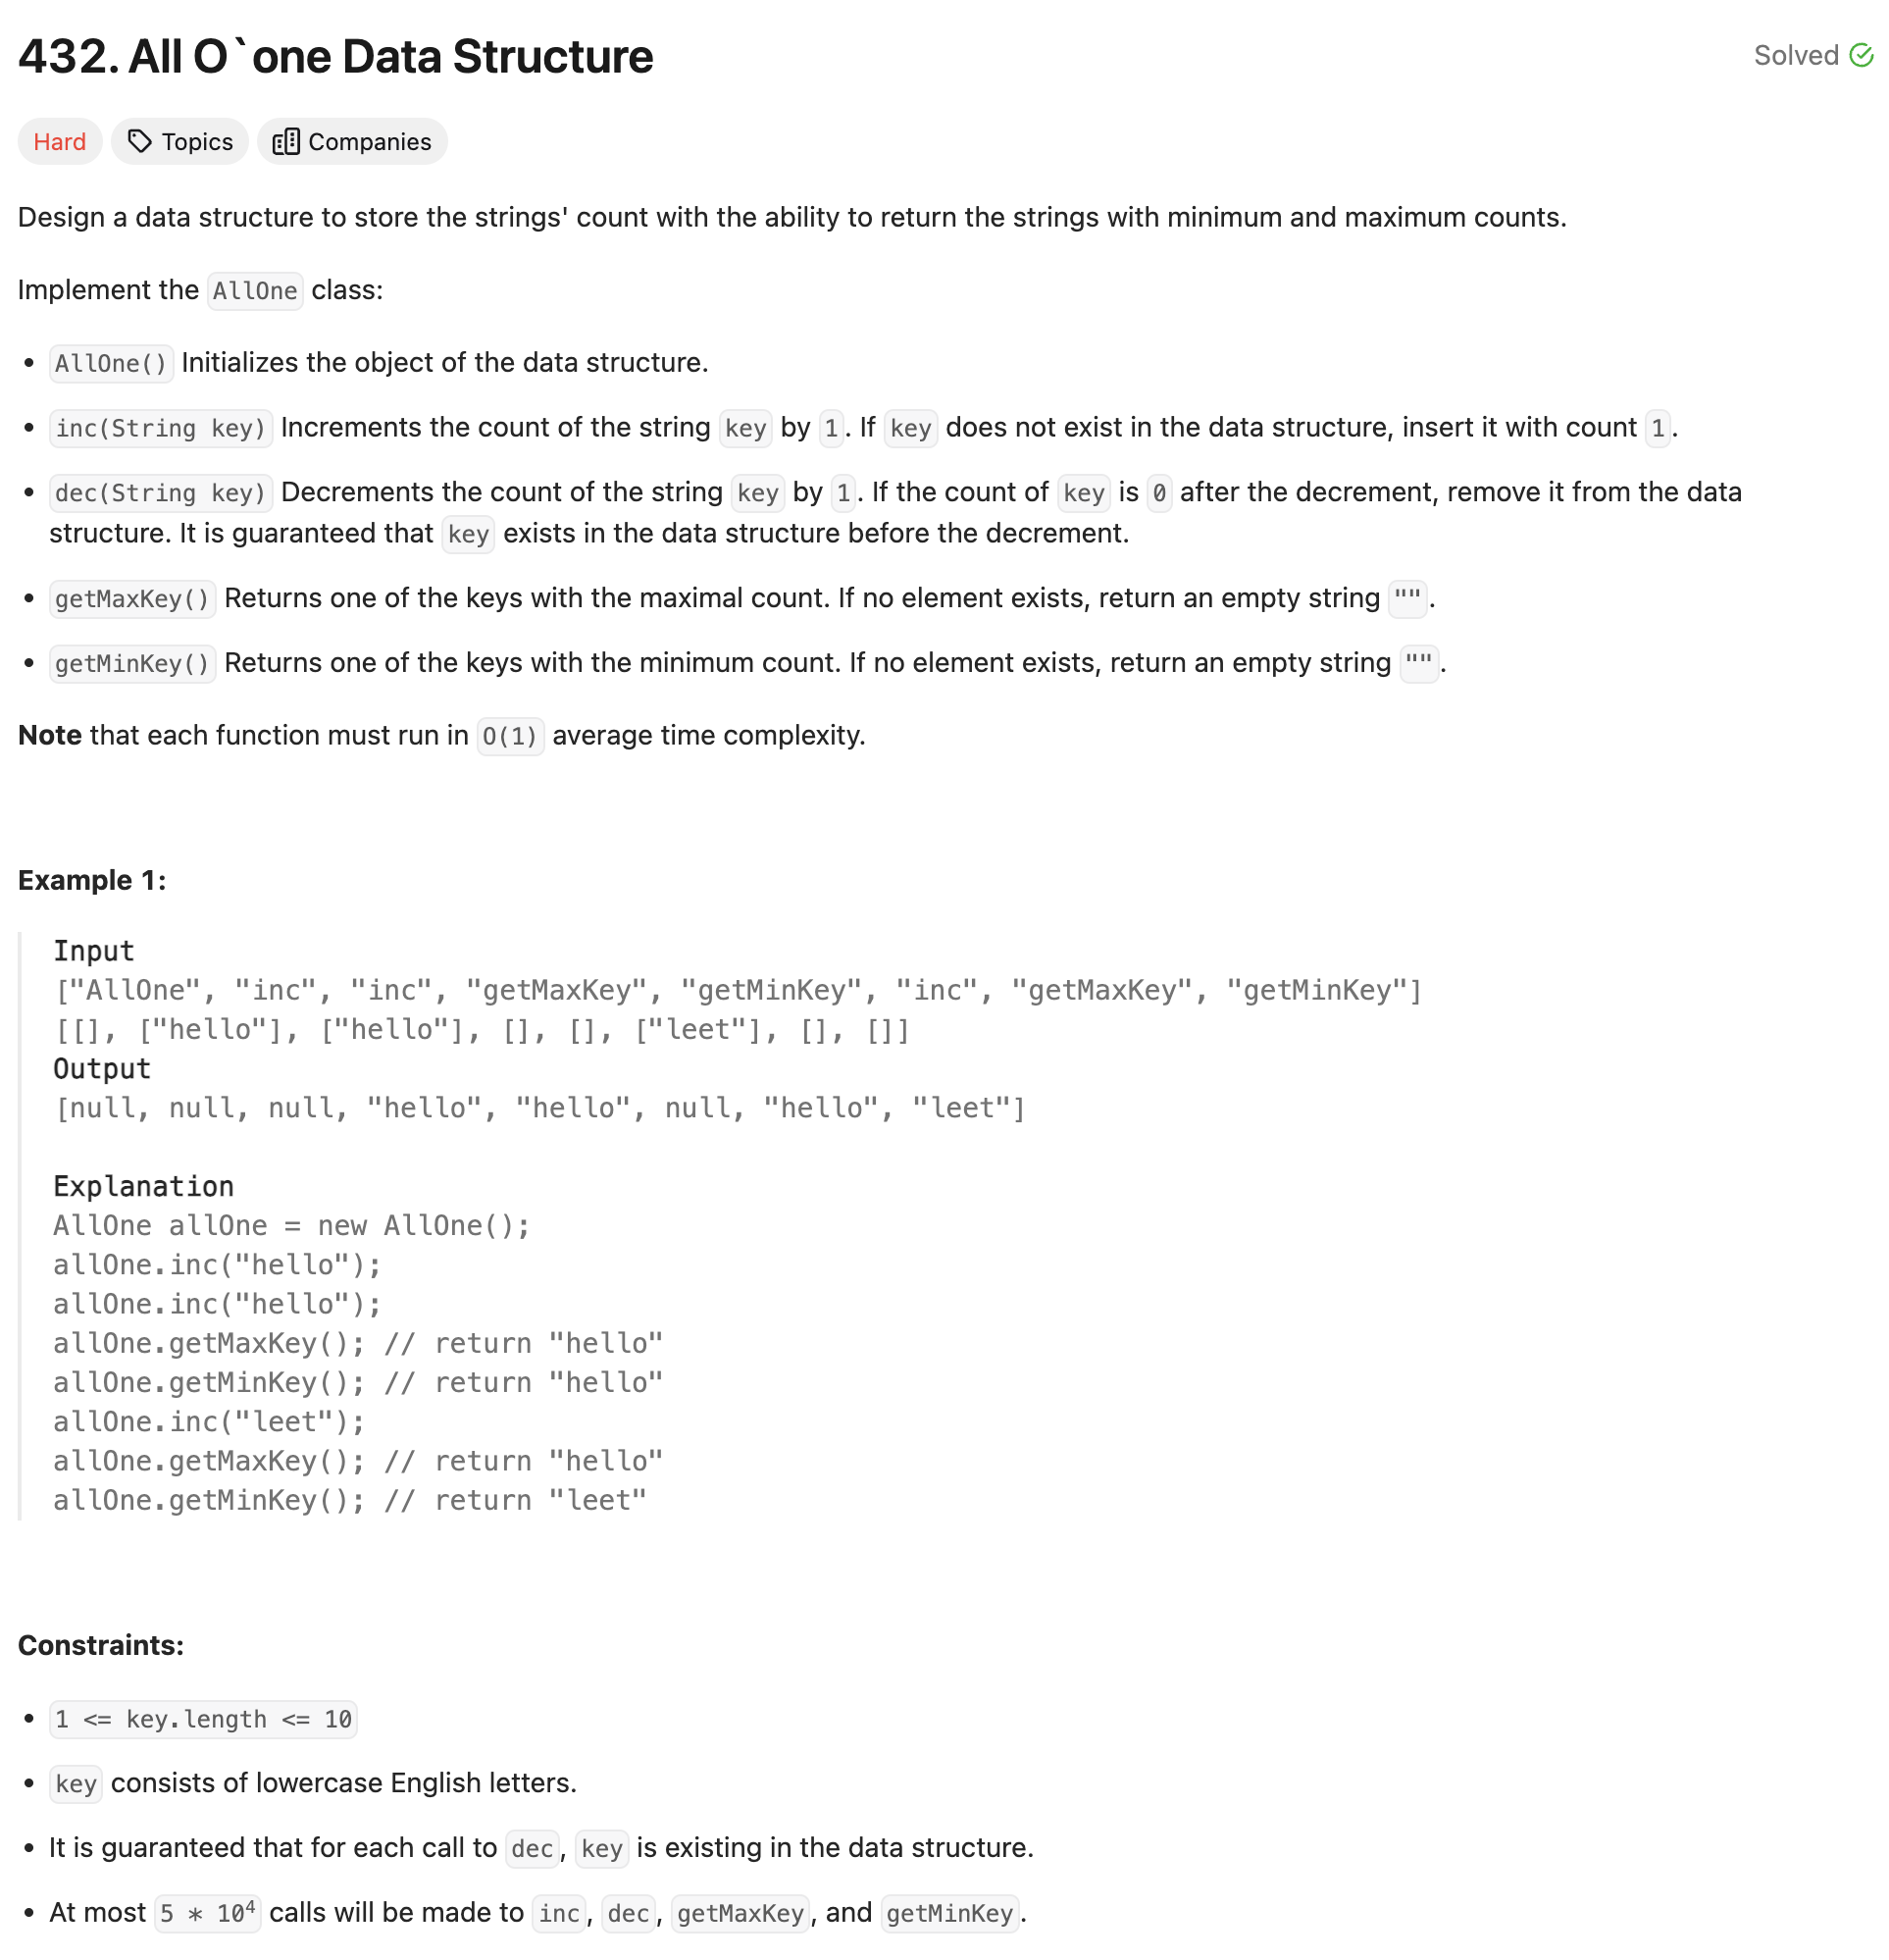 432. All O`one Data Structure
Solved
Hard
Topics
Companies
Design a data structure to store the strings' count with the ability to return the strings with minimum and maximum counts.
Implement the AllOne class:
• AllOne() Initializes the object of the data structure.
• inc(String key) Increments the count of the string key by 1. If key does not exist in the data structure, insert it with count 1.
• dec(String key) Decrements the count of the string key by 1. If the count of key is 0 after the decrement, remove it from the data
structure. It is guaranteed that key exists in the data structure before the decrement.
• getMaxKey() Returns one of the keys with the maximal count. If no element exists, return an empty string "".
• getMinKey() Returns one of the keys with the minimum count. If no element exists, return an empty string "".
Note that each function must run in O(1) average time complexity.
Example 1:
Input
["AllOne", "inc", "inc", "getMaxKey", "getMinKey", "inc", "getMaxKey", "getMinKey"]
[[], ["hello"], ["hello"], [], [], ["leet"], [], []]
Output
[null, null, null, "hello", "hello", null, "hello", "leet"]
Explanation
AllOne allOne = new AllOne();
allOne.inc("hello");
allOne.inc("hello");
allOne.getMaxKey(); // return "hello"
allOne.getMinKey(); // return "hello"
allOne.inc("leet");
allOne.getMaxKey(); // return "hello"
allOne.getMinKey(); // return "leet"
Constraints:
• 1 <= key.length <= 10
• key consists of lowercase English letters.
• It is guaranteed that for each call to dec, key is existing in the data structure.
• At most 5 * 10⁴ calls will be made to inc, dec, getMaxKey, and getMinKey.